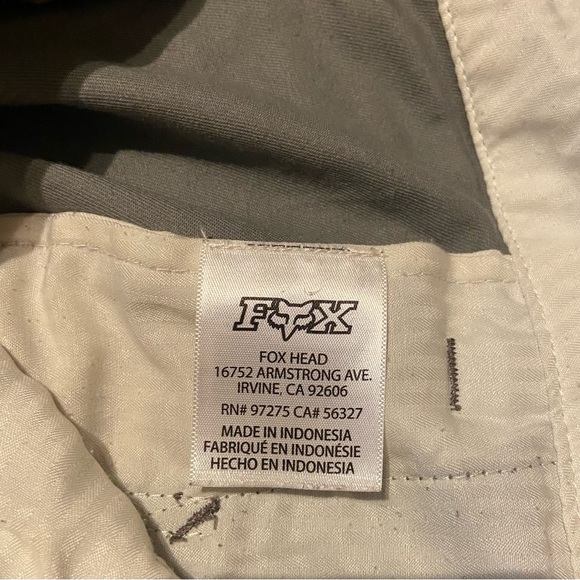 FOX
FOX HEAD
16752 ARMSTRONG AVE.
IRVINE, CA 92606
RN# 97275 CA# 56327
MADE IN INDONESIA
FABRIQUÉ EN INDONÉSIE
HECHO EN INDONESIA